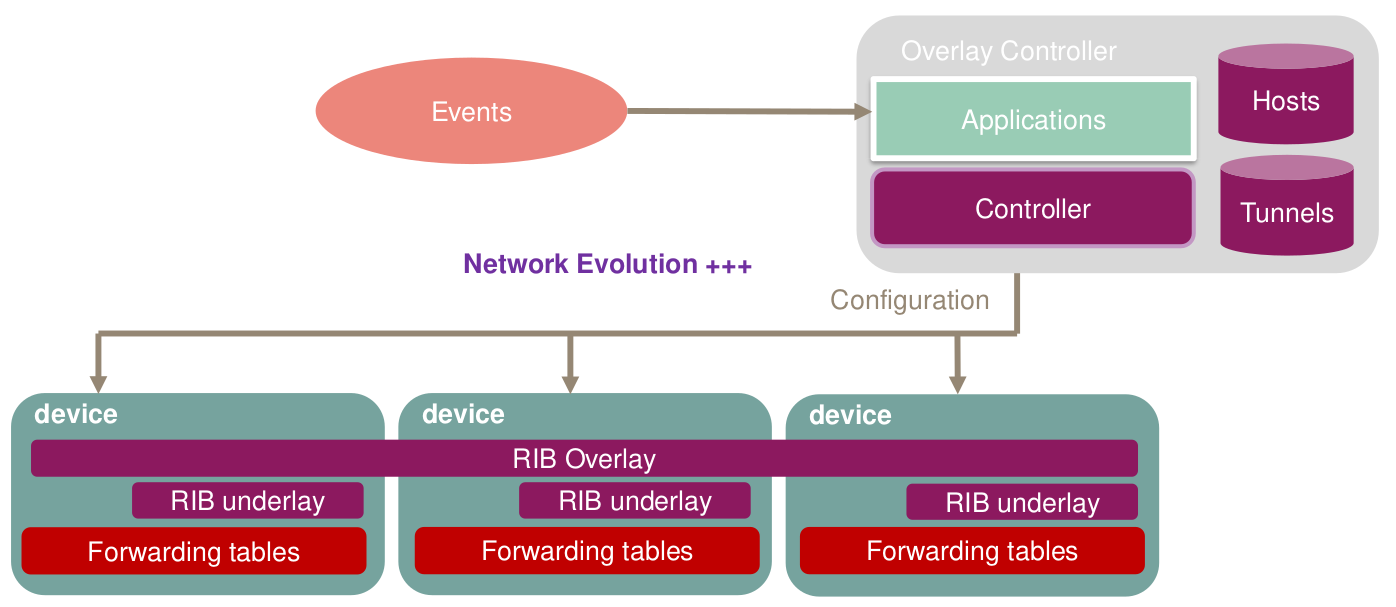 Overlay Controller
Events
Applications
Hosts
Controller
Tunnels
Network Evolution +++
Configuration
device
device
device
RIB Overlay
RIB underlay
RIB underlay
RIB underlay
Forwarding tables
Forwarding tables
Forwarding tables